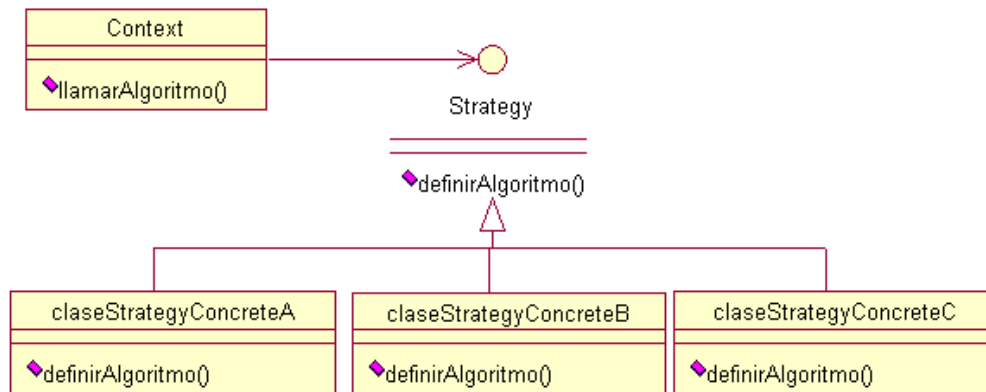 Context
llamarAlgoritmo()
Strategy
definirAlgoritmo()
claseStrategyConcreteA
claseStrategyConcreteB
claseStrategyConcreteC
definirAlgoritmo()
definirAlgoritmo()
definirAlgoritmo()